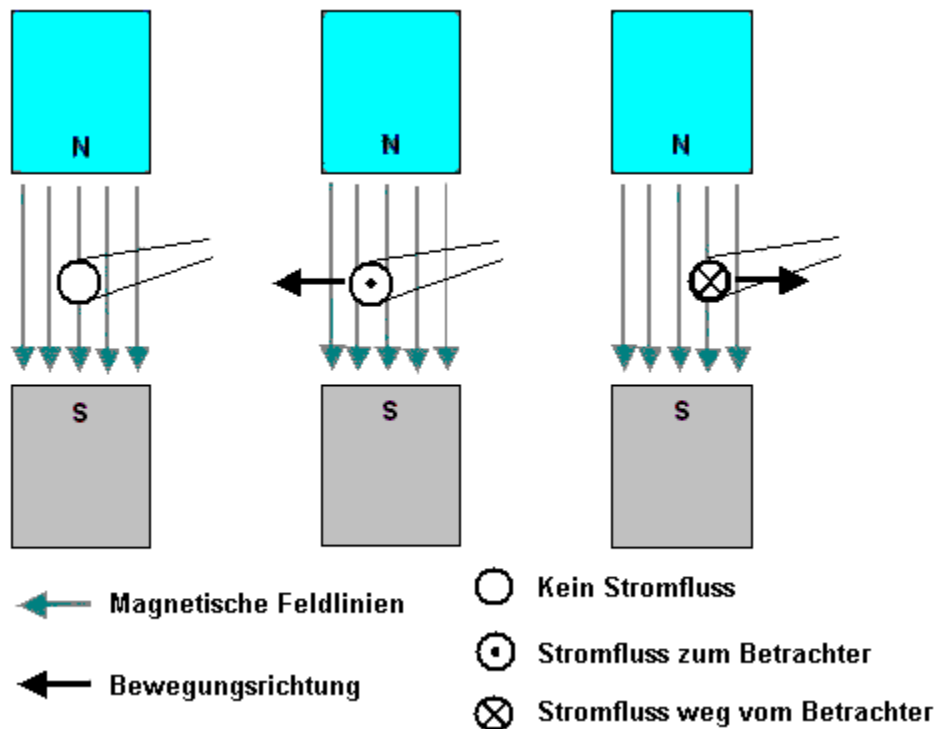 N N N
S S S
Magnetische Feldlinien
Bewegungsrichtung
Kein Stromfluss
Stromfluss zum Betrachter
Stromfluss weg vom Betrachter